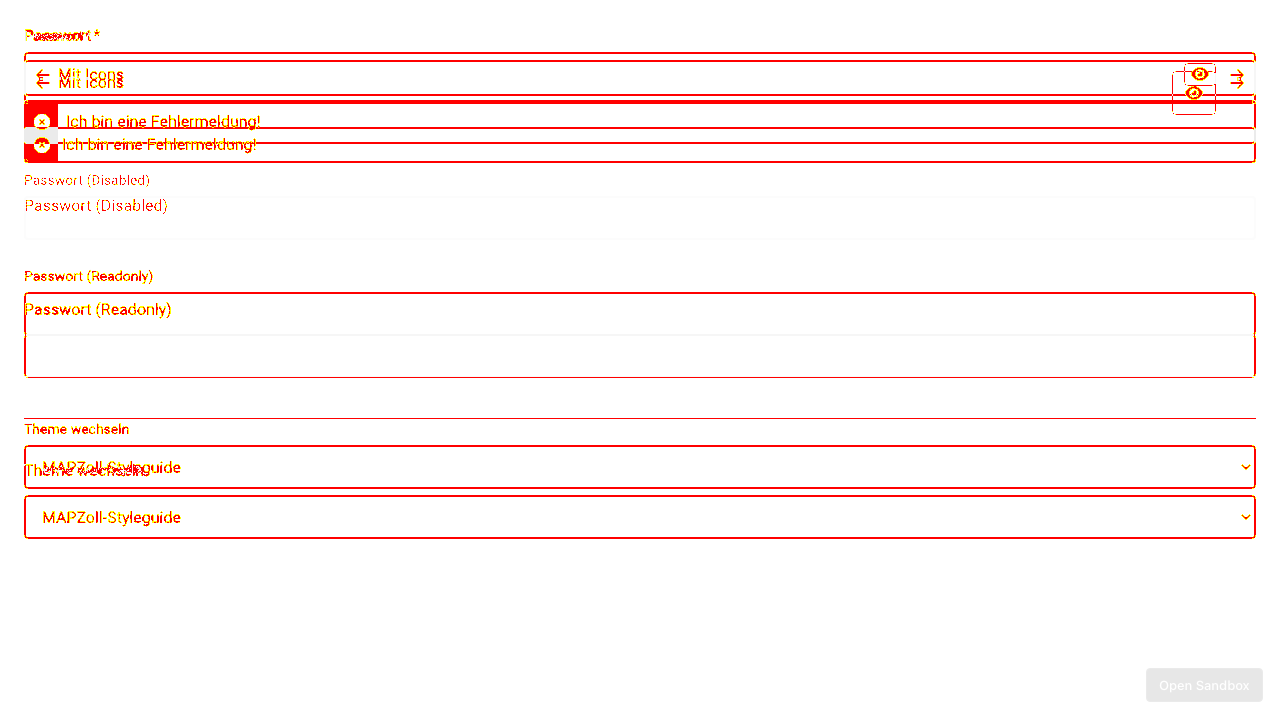 Passwort *
Mit Icons
Mit Icons
Ich bin eine Fehlermeldung!
Ich bin eine Fehlermeldung!
Passwort (Disabled)
Passwort (Disabled)
Passwort (Readonly)
Passwort (Readonly)
Theme wechseln
MAPZoll-Styleguide
Theme wechseln
MAPZoll-Styleguide
Open Sandbox